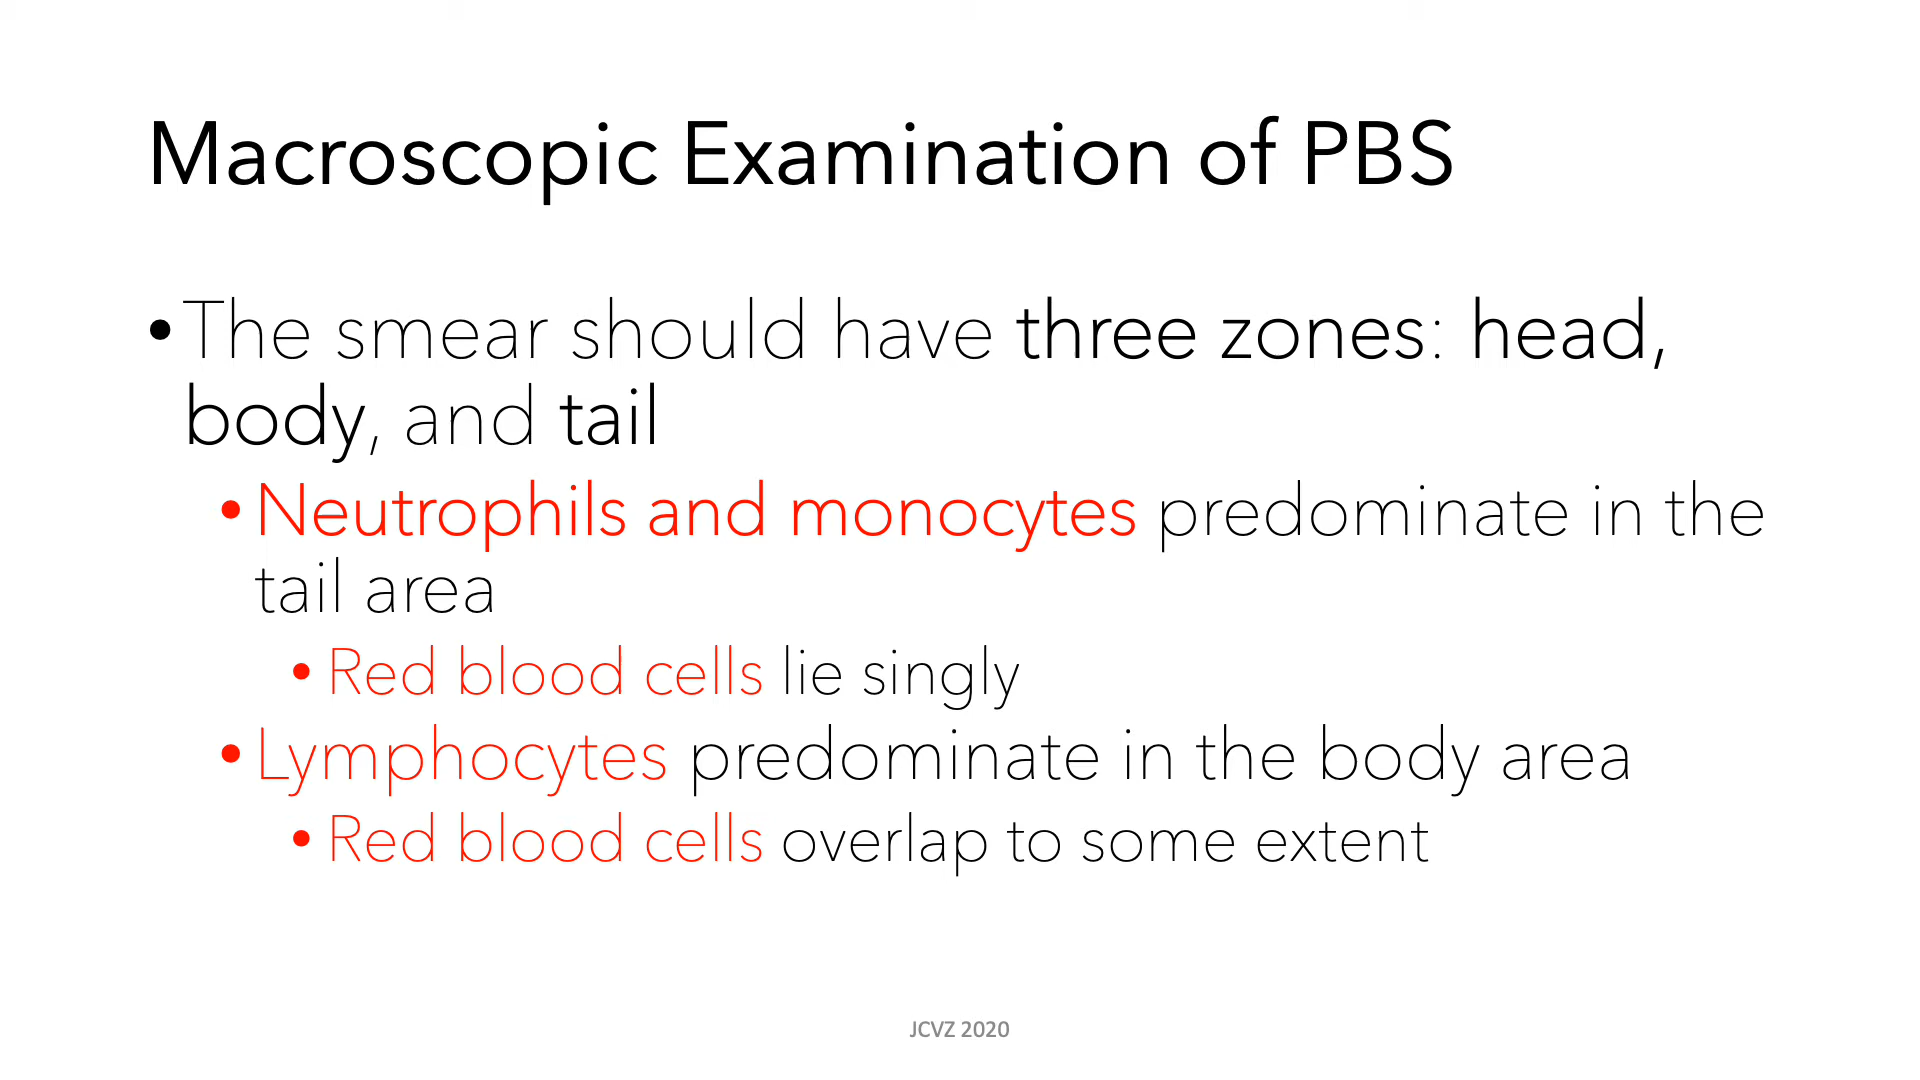 Macroscopic Examination of PBS
•The smear should have three zones: head,
body, and tail
•Neutrophils and monocytes predominate in the
tail area
•Red blood cells lie singly
•Lymphocytes predominate in the body area
•Red blood cells overlap to some extent
JCVZ 2020